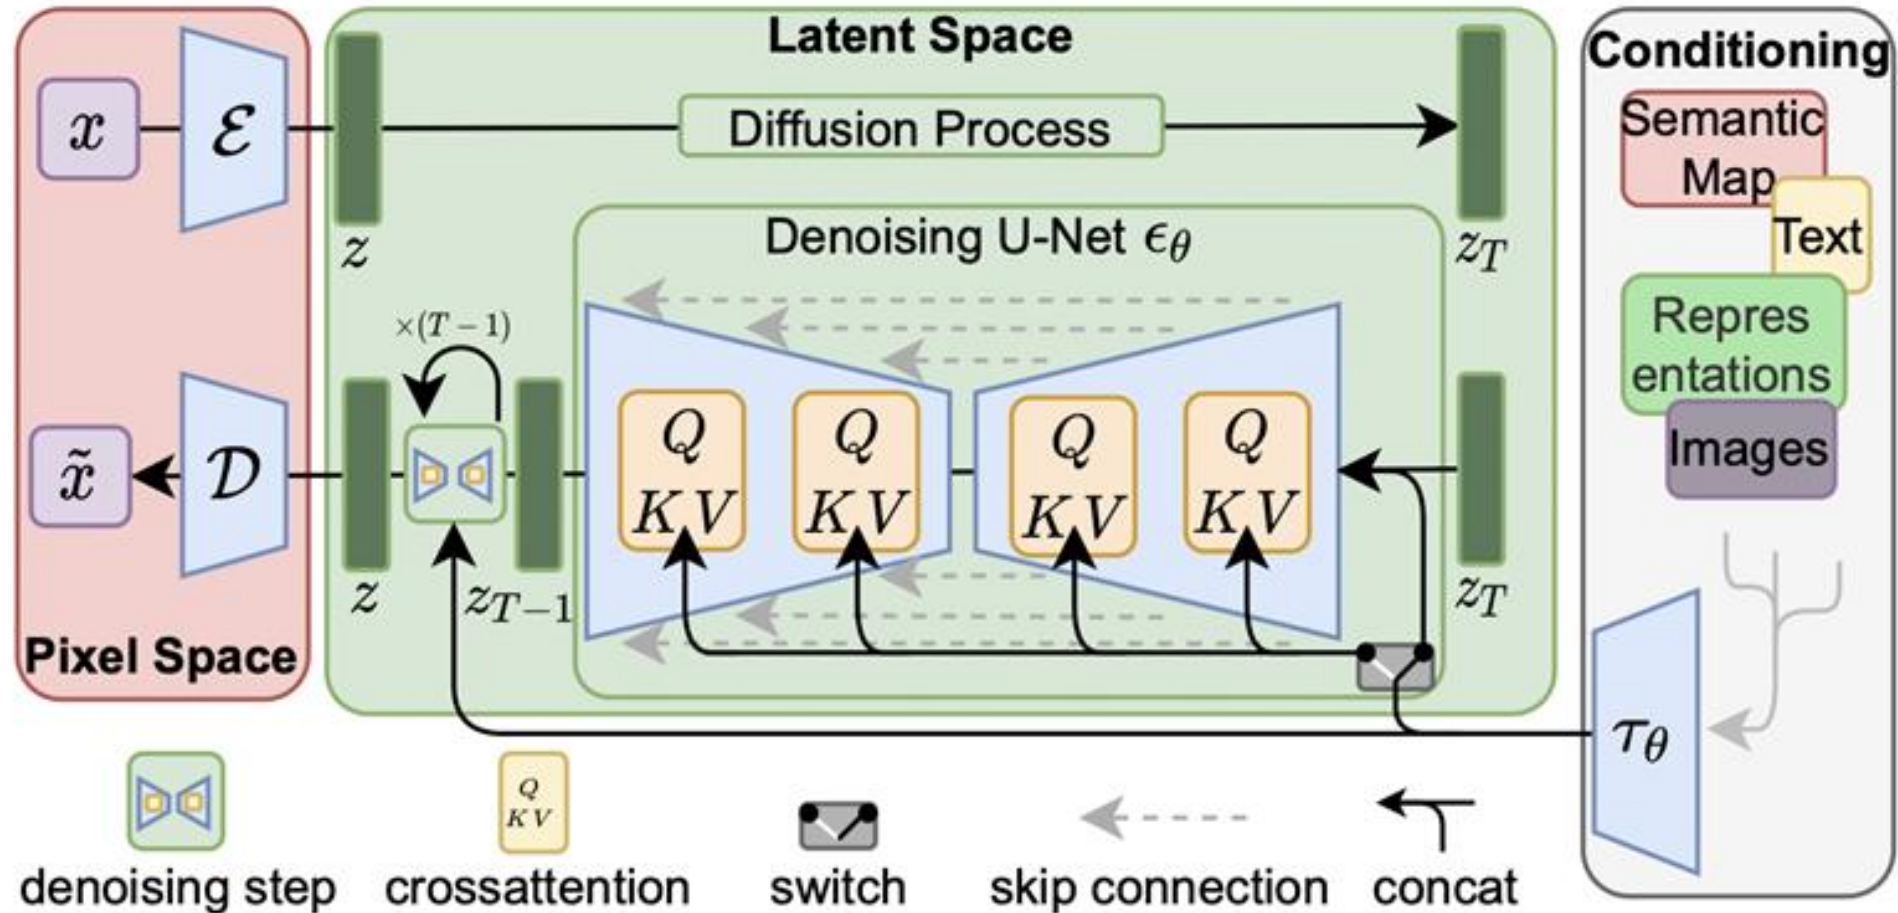 Latent Space
Conditioning
x
ℰ
Diffusion Process
z
z_T
Semantic
Map
Text
Repres
entations
Images
Denoising U-Net ϵ_θ
×(T − 1)
x̃
𝒟
z
z_{T−1}
Q
KV
Q
KV
Q
KV
Q
KV
z_T
Pixel Space
τ_θ
Q
KV
denoising step
crossattention
switch
skip connection
concat